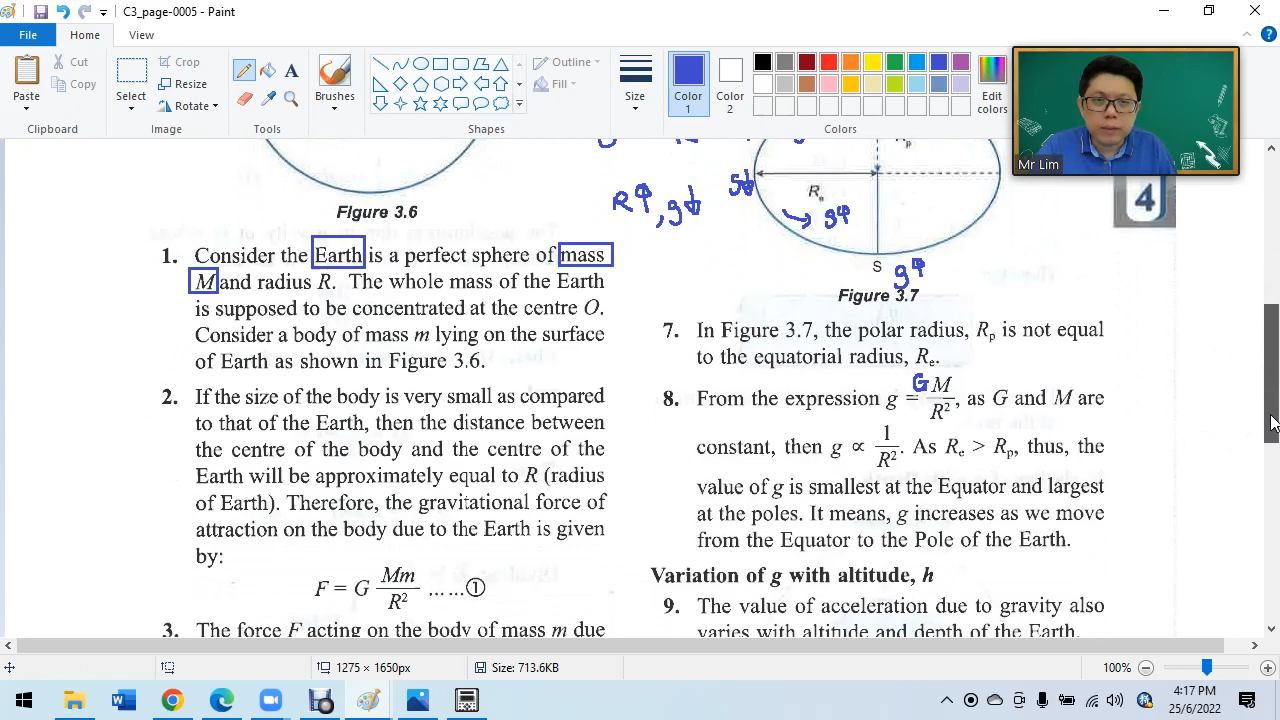 C3_page-0005 - Paint
File
Home
View
Paste
Cut
Copy
Clipboard
Select
Crop
Resize
Rotate
Image
A
Tools
Brushes
Outline
Fill
Shapes
Size
Color 1
Color 2
Edit colors
Colors
Mr Lim
4
Figure 3.6
1. Consider the Earth is a perfect sphere of mass
M and radius R. The whole mass of the Earth
is supposed to be concentrated at the centre O.
Consider a body of mass m lying on the surface
of Earth as shown in Figure 3.6.
2. If the size of the body is very small as compared
to that of the Earth, then the distance between
the centre of the body and the centre of the
Earth will be approximately equal to R (radius
of Earth). Therefore, the gravitational force of
attraction on the body due to the Earth is given
by:
F = G Mm/R² ......①
3. The force F acting on the body of mass m due
Rp
Re
R↑, g↓
g↓
→ g↑
S
g↑
Figure 3.7
7. In Figure 3.7, the polar radius, Rp is not equal
to the equatorial radius, Re.
8. From the expression g = GM/R², as G and M are
constant, then g ∝ 1/R². As Re > Rp, thus, the
value of g is smallest at the Equator and largest
at the poles. It means, g increases as we move
from the Equator to the Pole of the Earth.
Variation of g with altitude, h
9. The value of acceleration due to gravity also
varies with altitude and depth of the Earth.
1275 × 1650px
Size: 713.6KB
100%
4:17 PM
25/6/2022